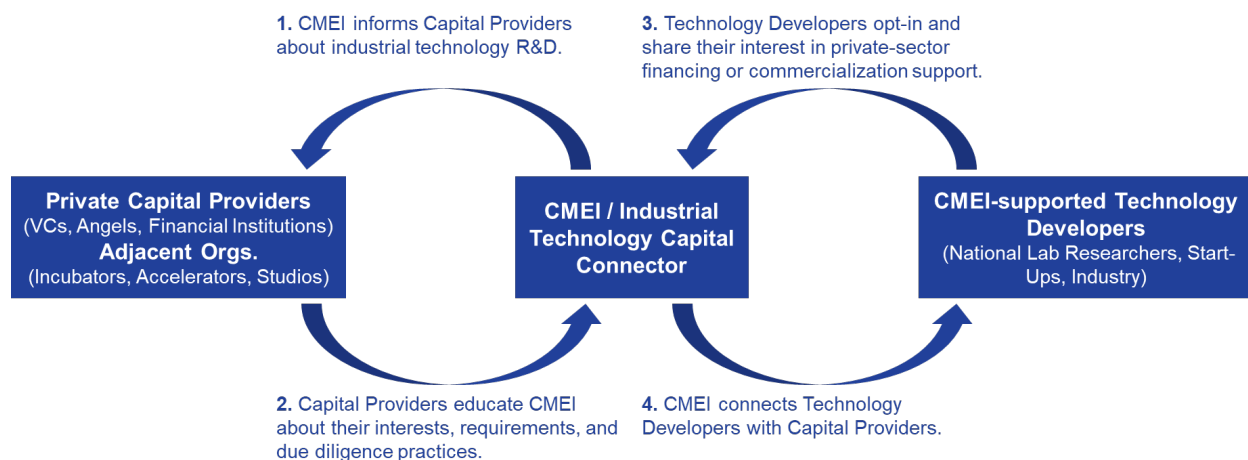 1. CMEI informs Capital Providers
about industrial technology R&D.
3. Technology Developers opt-in and
share their interest in private-sector
financing or commercialization support.
Private Capital Providers
(VCs, Angels, Financial Institutions)
Adjacent Orgs.
(Incubators, Accelerators, Studios)
CMEI / Industrial
Technology Capital
Connector
CMEI-supported Technology
Developers
(National Lab Researchers, Start-
Ups, Industry)
2. Capital Providers educate CMEI
about their interests, requirements, and
due diligence practices.
4. CMEI connects Technology
Developers with Capital Providers.